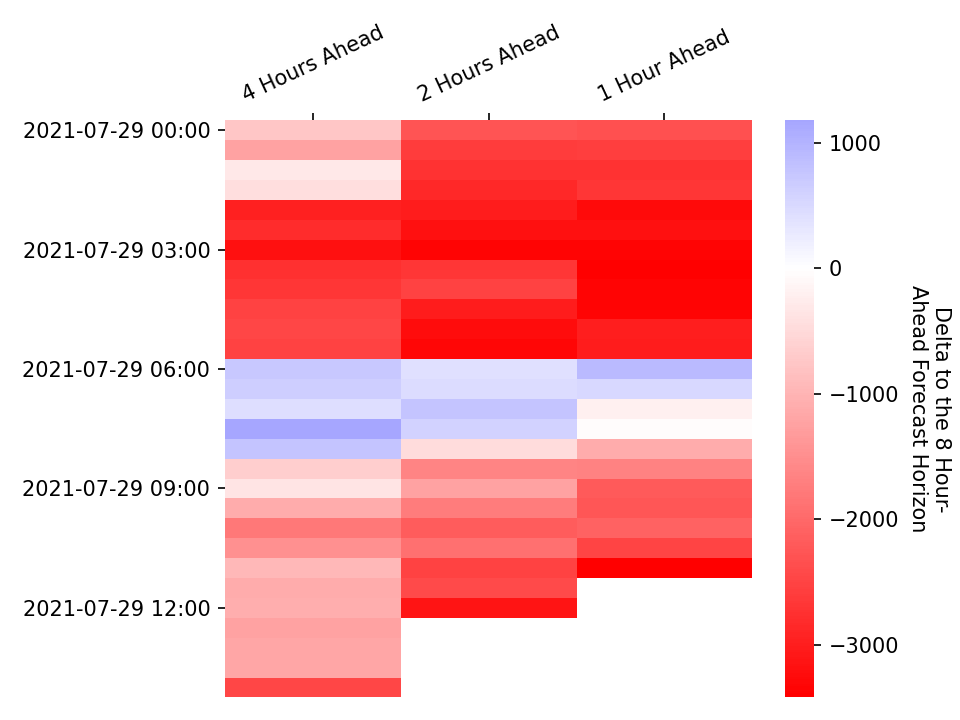 4 Hours Ahead
2 Hours Ahead
1 Hour Ahead
2021-07-29 00:00
2021-07-29 03:00
2021-07-29 06:00
2021-07-29 09:00
2021-07-29 12:00
1000
0
−1000
−2000
−3000
Delta to the 8 Hour-
Ahead Forecast Horizon